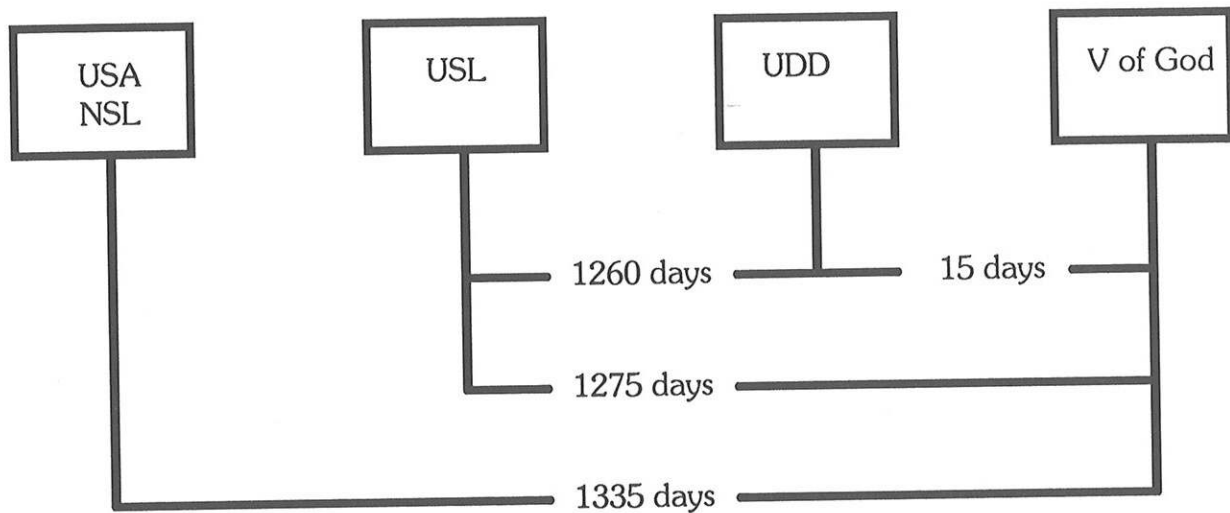 USA
NSL
USL
UDD
V of God
1260 days
15 days
1275 days
1335 days